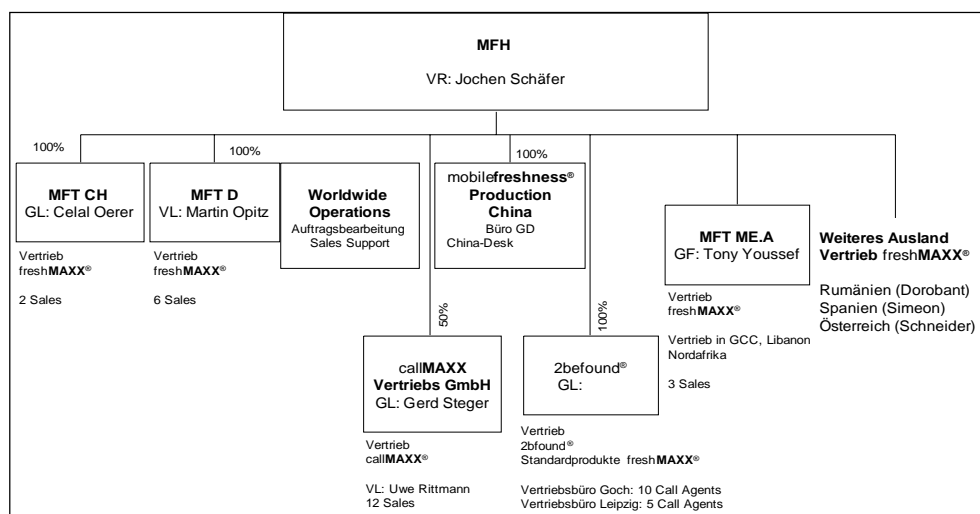 MFH
VR: Jochen Schäfer
100%
MFT CH
GL: Celal Oerer
Vertrieb
freshMAXX®
2 Sales
100%
MFT D
VL: Martin Opitz
Vertrieb
freshMAXX®
6 Sales
Worldwide
Operations
Auftragsbearbeitung
Sales Support
100%
mobilefreshness®
Production
China
Büro GD
China-Desk
MFT ME.A
GF: Tony Youssef
Vertrieb
freshMAXX®
Vertrieb in GCC, Libanon
Nordafrika
3 Sales
Weiteres Ausland
Vertrieb freshMAXX®
Rumänien (Dorobant)
Spanien (Simeon)
Österreich (Schneider)
50%
callMAXX
Vertriebs GmbH
GL: Gerd Steger
Vertrieb
callMAXX®
VL: Uwe Rittmann
12 Sales
100%
2befound®
GL:
Vertrieb
2bfound®
Standardprodukte freshMAXX®
Vertriebsbüro Goch: 10 Call Agents
Vertriebsbüro Leipzig: 5 Call Agents